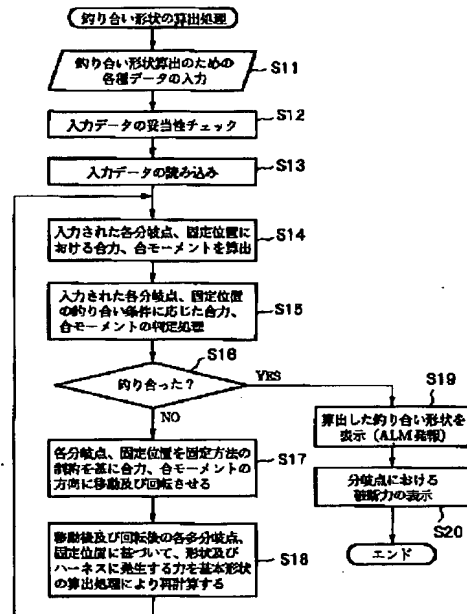 釣り合い形状の算出処理
釣り合い形状算出のための
各種データの入力
S11
入力データの妥当性チェック
S12
入力データの読み込み
S13
入力された各分岐点、固定位置に
おける合力、合モーメントを算出
S14
入力された各分岐点、固定位置
の釣り合い条件に応じた合力、
合モーメントの判定処理
S15
釣り合った？
S16
YES
NO
各分岐点、固定位置を固定方法の
制約を基に合力、合モーメントの
方向に移動及び回転させる
S17
移動後及び回転後の各多分岐点、
固定位置に基づいて、形状及び
ハーネスに発生する力を基本形状
の算出処理により再計算する
S18
S19
算出した釣り合い形状を
表示（ALM発報）
分岐点における
破断力の表示
S20
エンド